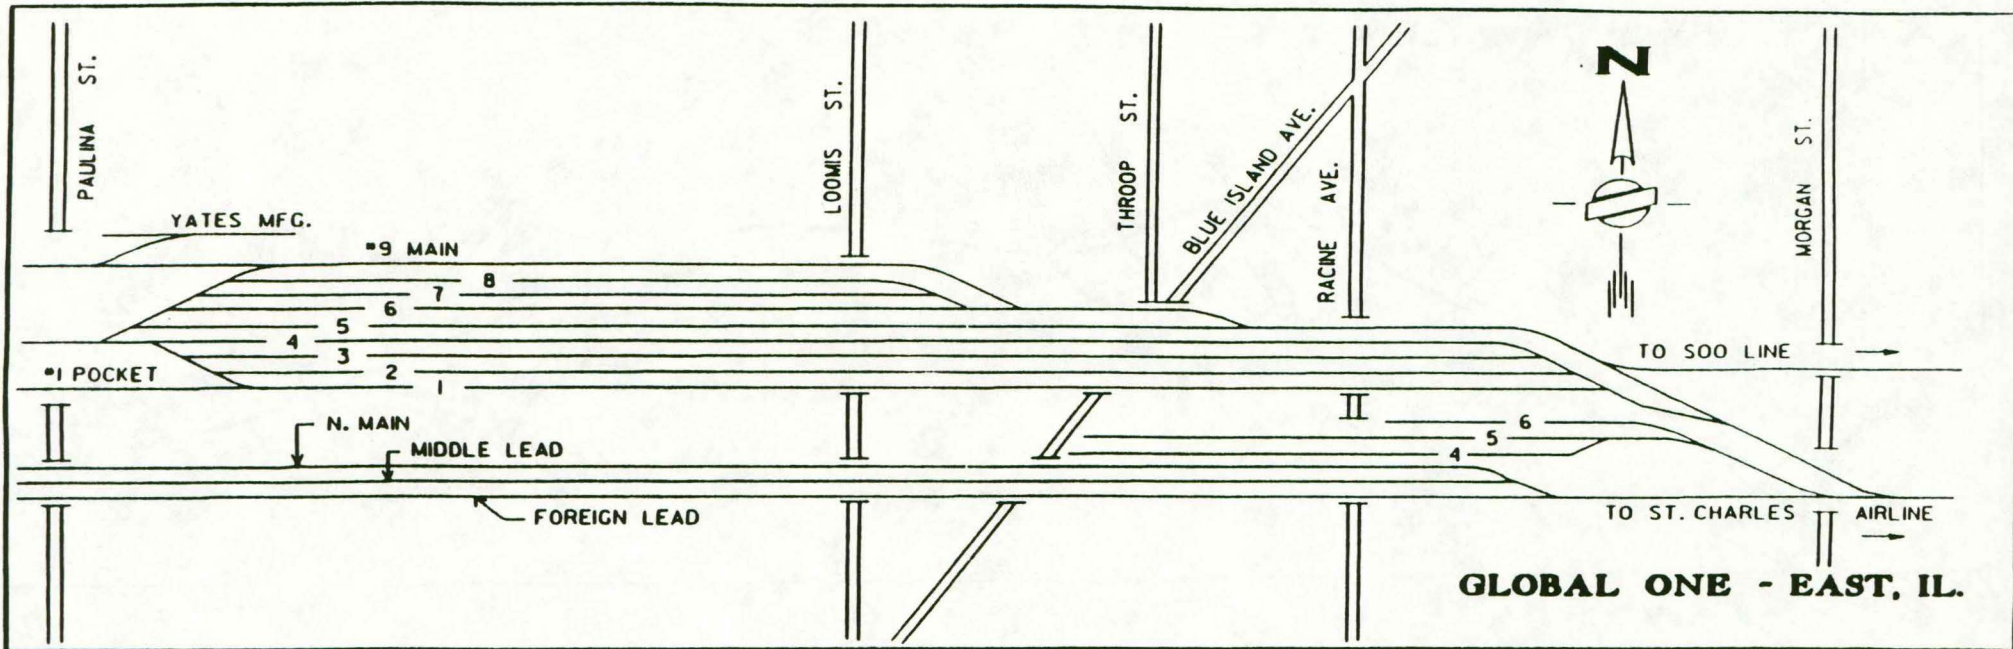 PAULINA ST.
LOOMIS ST.
THROOP ST.
BLUE ISLAND AVE.
RACINE AVE.
N
MORGAN ST.
YATES MFG.
#9 MAIN
8
7
6
5
4
3
2
1
#1 POCKET
TO SOO LINE
N. MAIN
MIDDLE LEAD
FOREIGN LEAD
6
5
4
TO ST. CHARLES AIRLINE
GLOBAL ONE - EAST, IL.